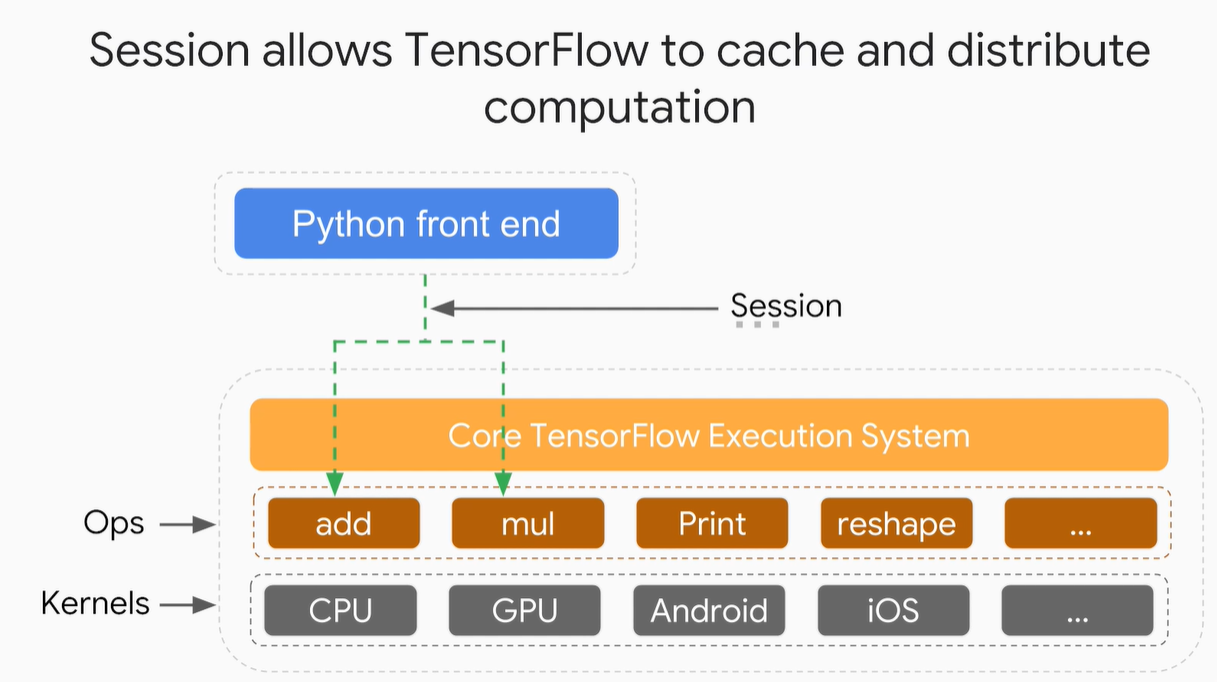 Session allows TensorFlow to cache and distribute
computation
Python front end
Session
Core TensorFlow Execution System
Ops
add
mul
Print
reshape
...
Kernels
CPU
GPU
Android
iOS
...